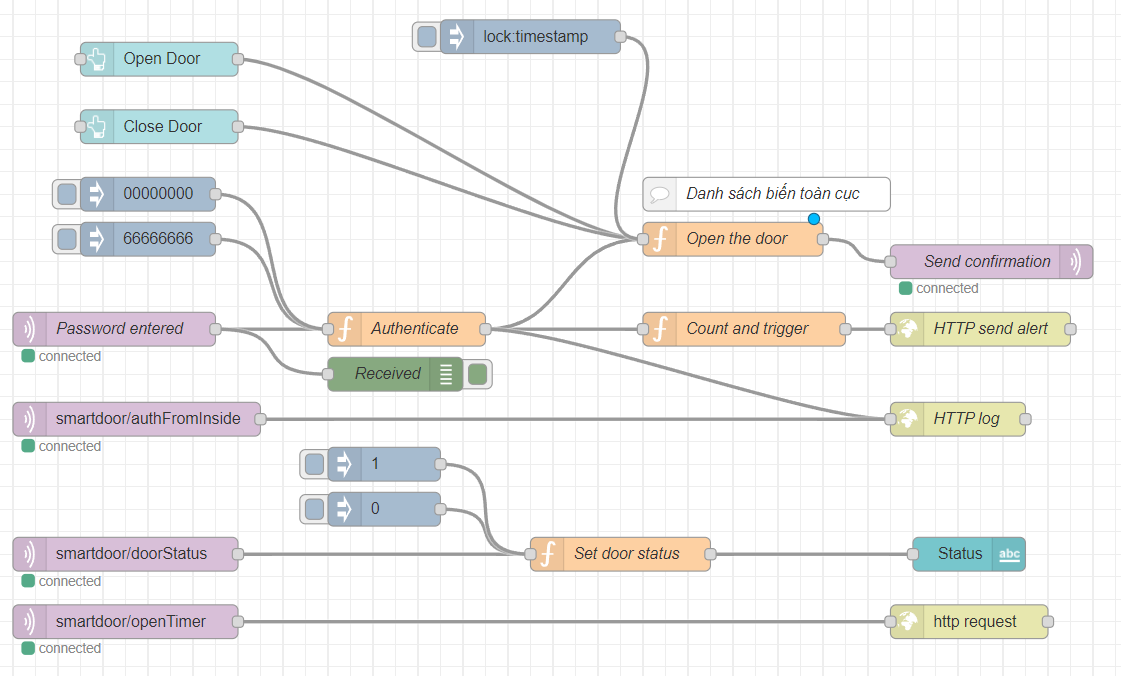 lock:timestamp
Open Door
Close Door
00000000
Danh sách biến toàn cục
66666666
Open the door
Send confirmation
connected
Password entered
Authenticate
Count and trigger
HTTP send alert
connected
Received
smartdoor/authFromInside
HTTP log
connected
1
0
smartdoor/doorStatus
Set door status
Status
abc
connected
smartdoor/openTimer
http request
connected